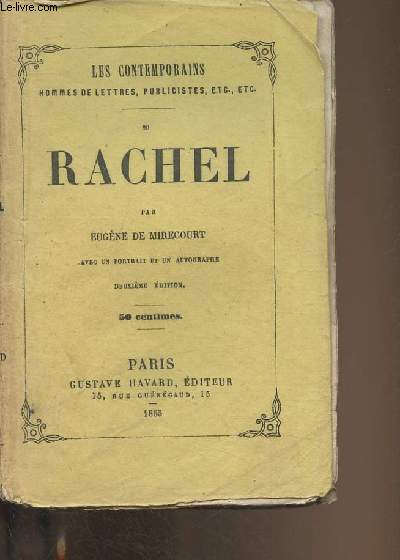 Le-livre.com
LES CONTEMPORAINS
HOMMES DE LETTRES, PUBLICISTES, ETC., ETC.
RACHEL
PAR
EUGÈNE DE MIRECOURT
AVEC UN PORTRAIT ET UN AUTOGRAPHE
DEUXIÈME ÉDITION.
50 centimes.
PARIS
GUSTAVE HAVARD, ÉDITEUR
15, RUE GUÉNÉGAUD, 15